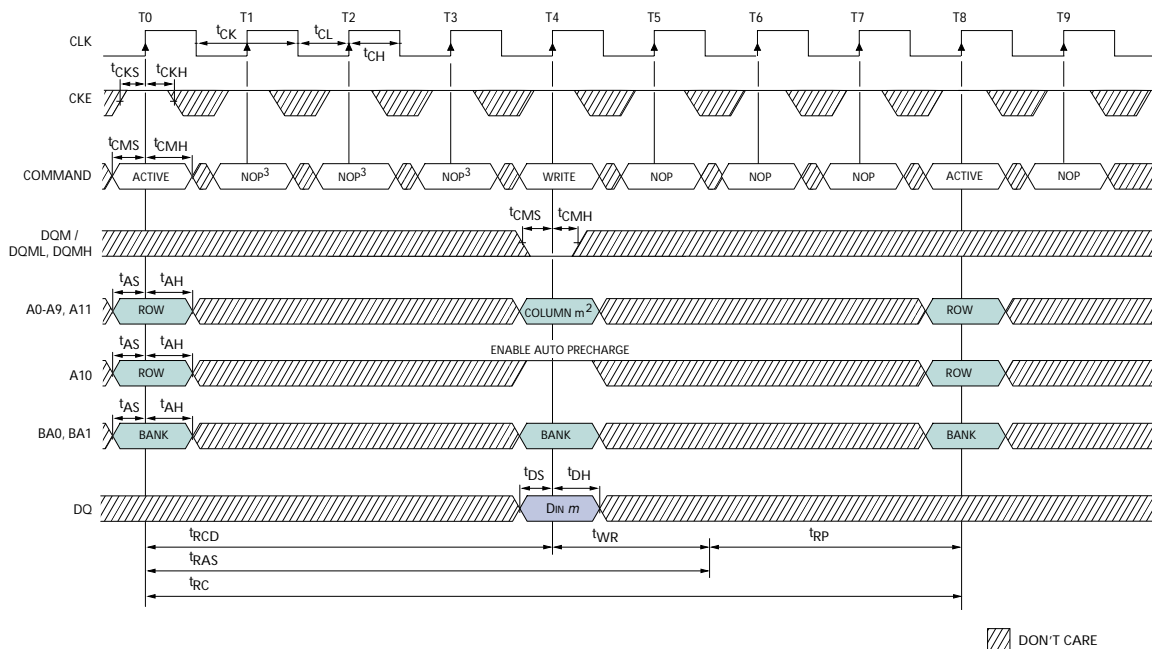 T0 T1 T2 T3 T4 T5 T6 T7 T8 T9
CLK
tCK tCL
tCH
tCKS tCKH
CKE
tCMS tCMH
COMMAND ACTIVE NOP3 NOP3 NOP3 WRITE NOP NOP NOP ACTIVE NOP
tCMS tCMH
DQM /
DQML, DQMH
tAS tAH
A0-A9, A11 ROW COLUMN m2 ROW
tAS tAH
ENABLE AUTO PRECHARGE
A10 ROW ROW
tAS tAH
BA0, BA1 BANK BANK BANK
tDS tDH
DQ DIN m
tRCD tWR tRP
tRAS
tRC
DON'T CARE